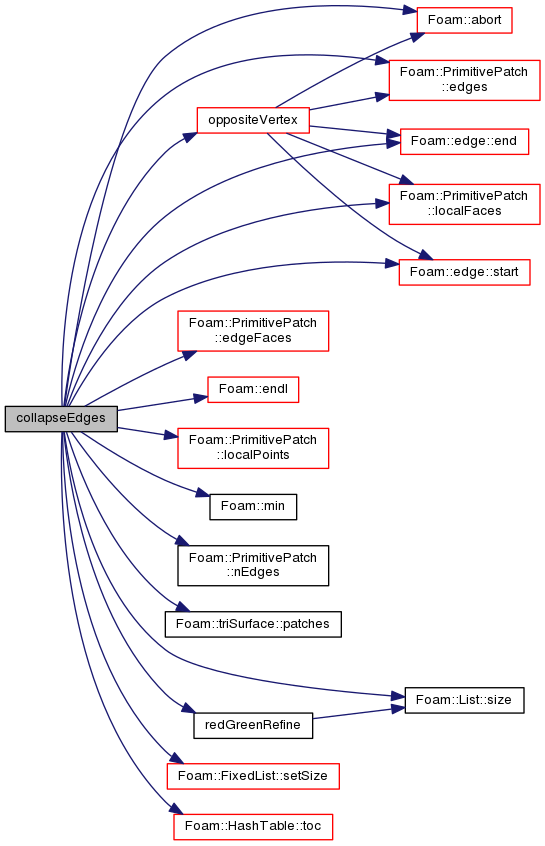 Foam::abort
Foam::PrimitivePatch
::edges
oppositeVertex
Foam::edge::end
Foam::PrimitivePatch
::localFaces
Foam::edge::start
Foam::PrimitivePatch
::edgeFaces
Foam::endl
collapseEdges
Foam::PrimitivePatch
::localPoints
Foam::min
Foam::PrimitivePatch
::nEdges
Foam::triSurface::patches
Foam::List::size
redGreenRefine
Foam::FixedList::setSize
Foam::HashTable::toc